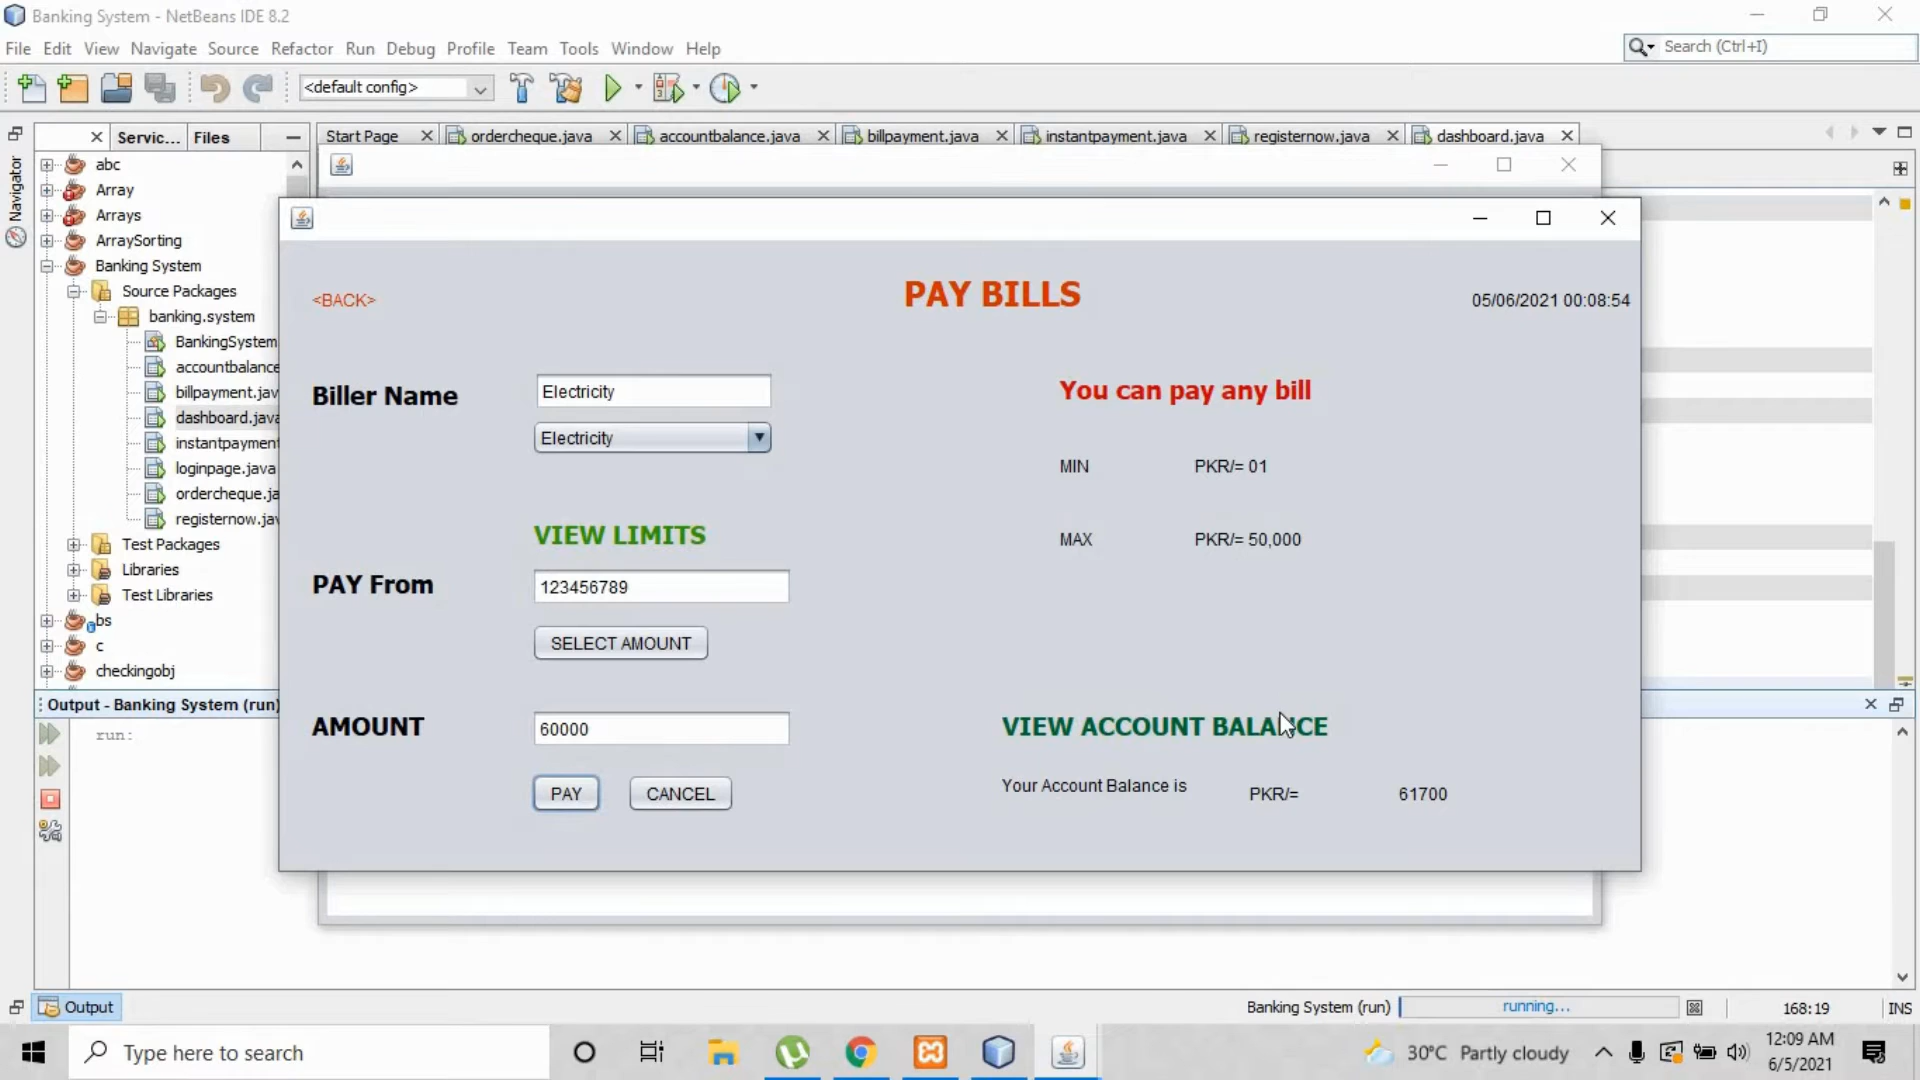 Banking System - NetBeans IDE 8.2
File Edit View Navigate Source Refactor Run Debug Profile Team Tools Window Help
Search (Ctrl+I)
<default config>
Servic... Files
Start Page ordercheque.java accountbalance.java billpayment.java instantpayment.java registernow.java dashboard.java
Navigator
abc
Array
Arrays
ArraySorting
Banking System
Source Packages
banking.system
BankingSystem
accountbalance
billpayment.jav
dashboard.java
instantpayment
loginpage.java
ordercheque.ja
registernow.jav
Test Packages
Libraries
Test Libraries
bs
c
checkingobj
<BACK>
PAY BILLS
05/06/2021 00:08:54
Biller Name
Electricity
Electricity
You can pay any bill
MIN PKR/= 01
VIEW LIMITS
MAX PKR/= 50,000
PAY From
123456789
SELECT AMOUNT
AMOUNT
60000
VIEW ACCOUNT BALANCE
PAY CANCEL
Your Account Balance is PKR/= 61700
Output - Banking System (run)
run:
Output
Banking System (run) running... 168:19 INS
Type here to search
30°C Partly cloudy
12:09 AM
6/5/2021